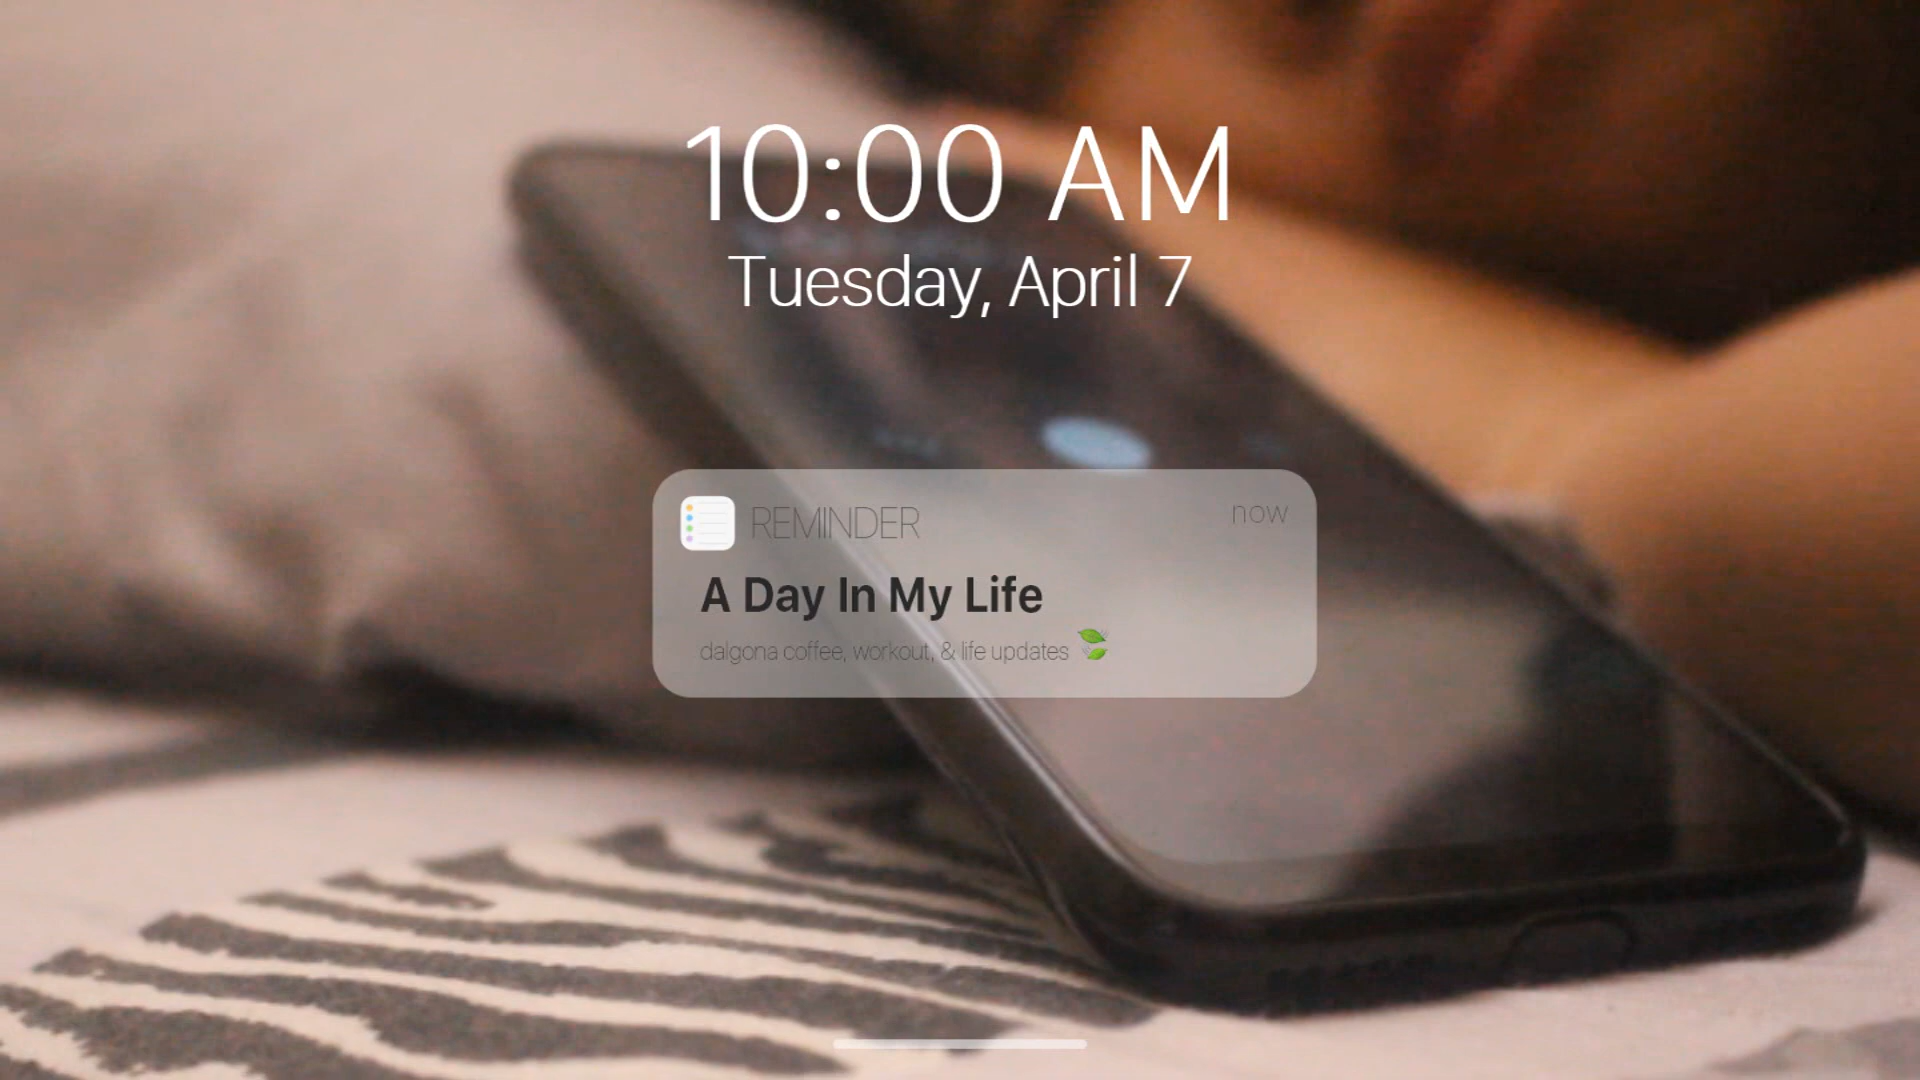 10:00 AM
Tuesday, April 7
REMINDER
now
A Day In My Life
dalgona coffee, workout, & life updates 🍃